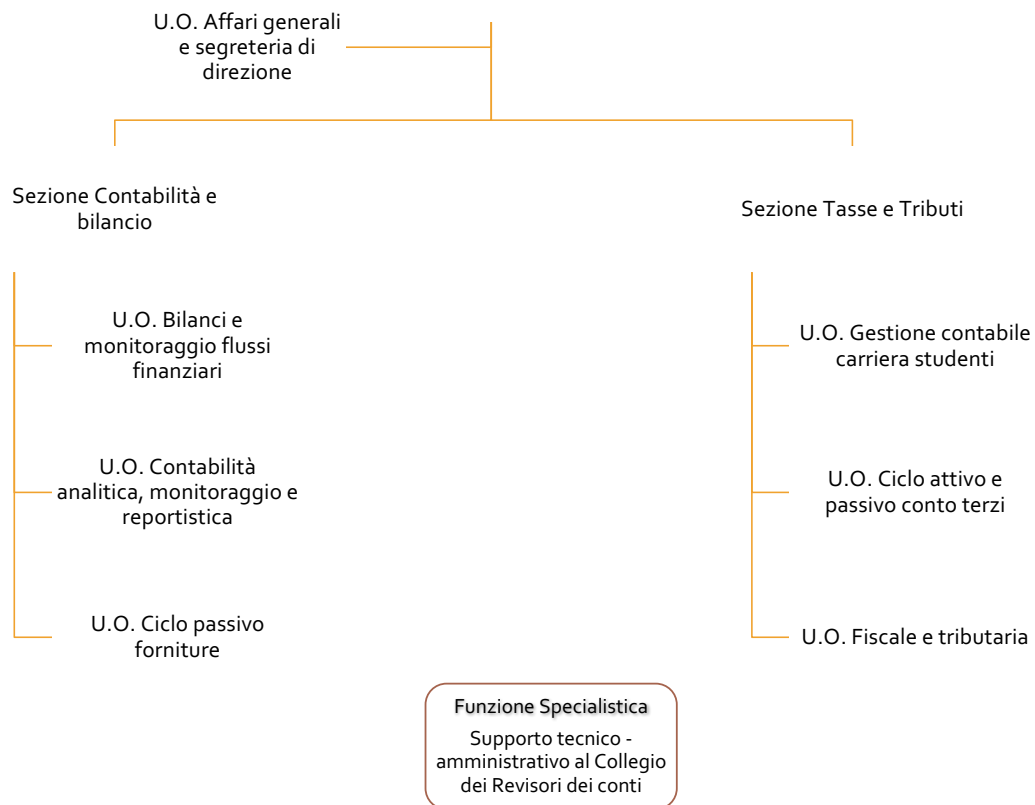 U.O. Affari generali
e segreteria di
direzione
Sezione Contabilità e
bilancio
Sezione Tasse e Tributi
U.O. Bilanci e
monitoraggio flussi
finanziari
U.O. Gestione contabile
carriera studenti
U.O. Contabilità
analitica, monitoraggio e
reportistica
U.O. Ciclo attivo e
passivo conto terzi
U.O. Ciclo passivo
forniture
U.O. Fiscale e tributaria
Funzione Specialistica
Supporto tecnico -
amministrativo al Collegio
dei Revisori dei conti